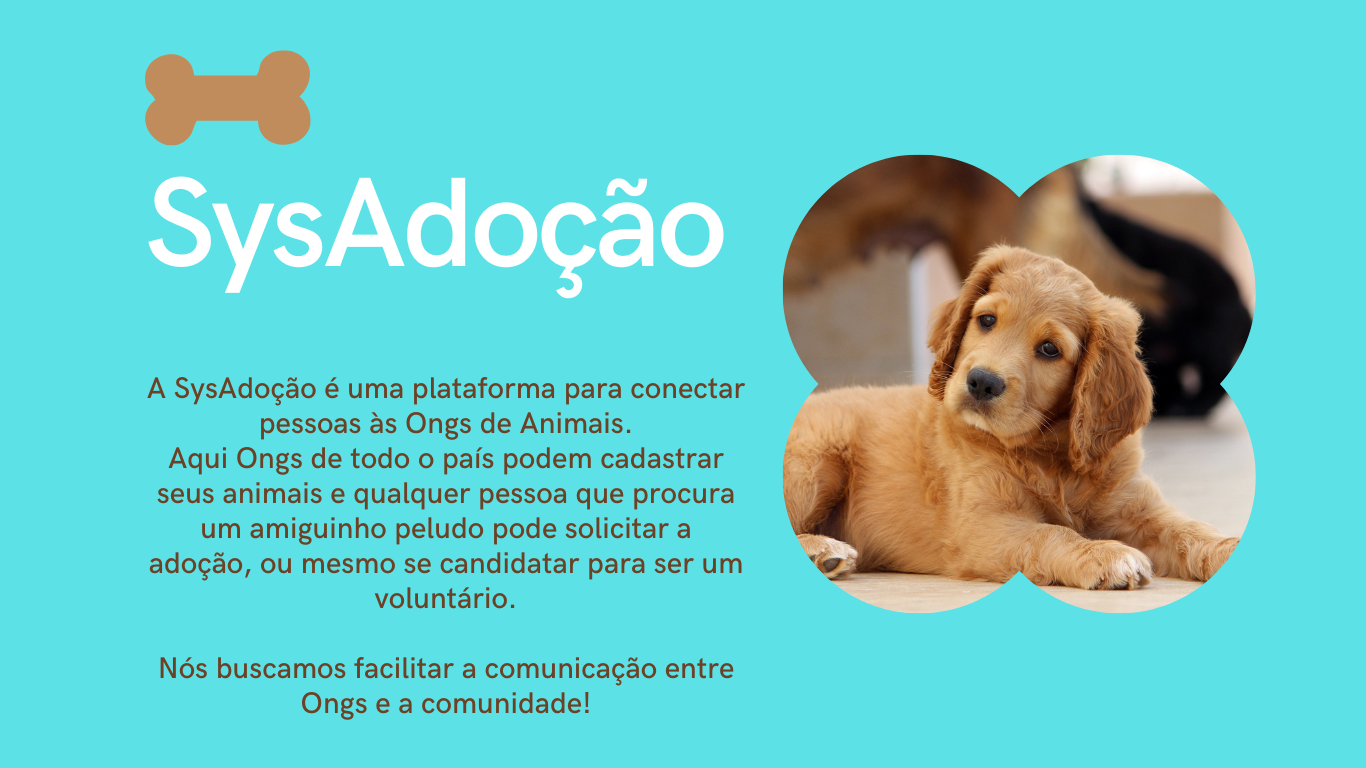 SysAdoção
A SysAdoção é uma plataforma para conectar
pessoas às Ongs de Animais.
Aqui Ongs de todo o país podem cadastrar
seus animais e qualquer pessoa que procura
um amiguinho peludo pode solicitar a
adoção, ou mesmo se candidatar para ser um
voluntário.
Nós buscamos facilitar a comunicação entre
Ongs e a comunidade!